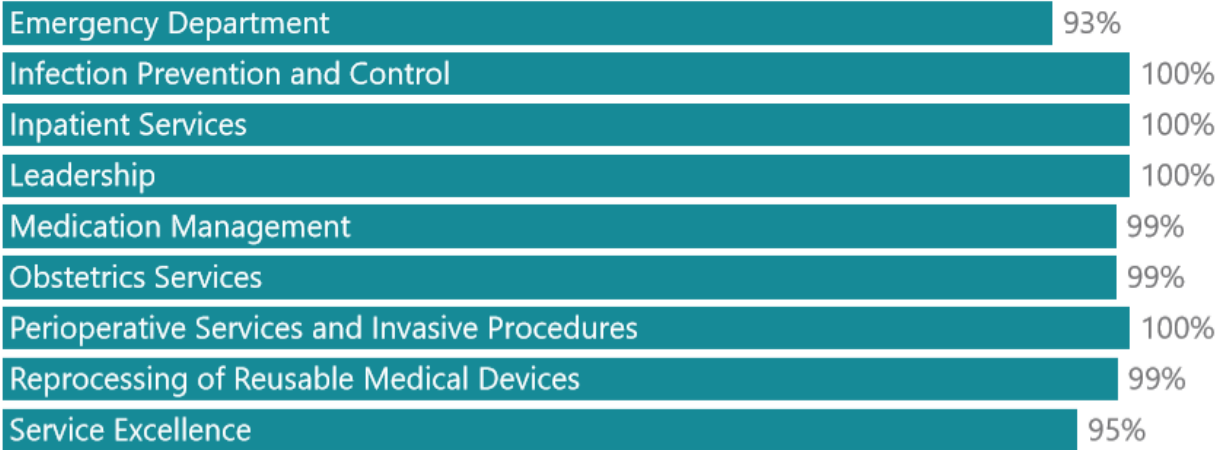 Emergency Department 93%
Infection Prevention and Control 100%
Inpatient Services 100%
Leadership 100%
Medication Management 99%
Obstetrics Services 99%
Perioperative Services and Invasive Procedures 100%
Reprocessing of Reusable Medical Devices 99%
Service Excellence 95%